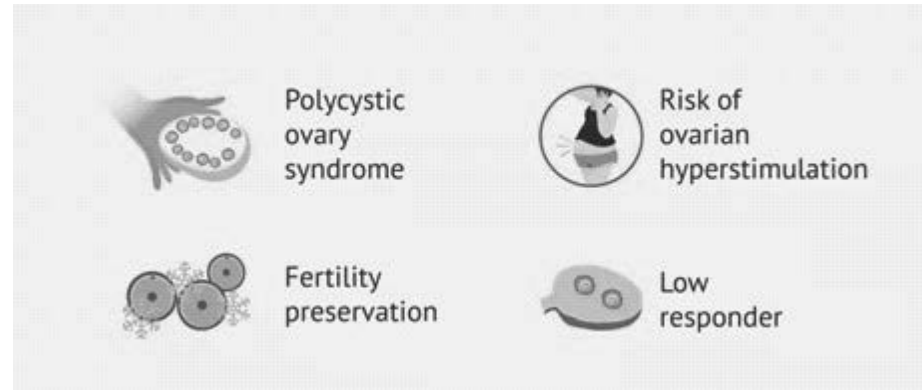 Polycystic
ovary
syndrome
Risk of
ovarian
hyperstimulation
Fertility
preservation
Low
responder